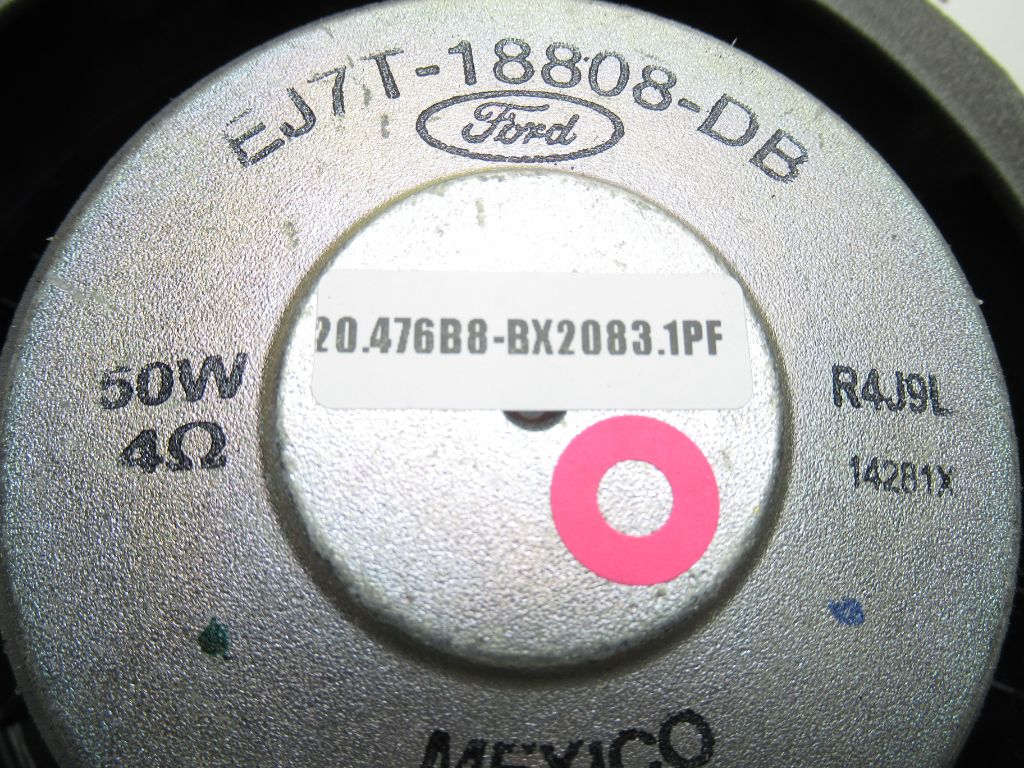 EJ7T-18808-DB
Ford
20.476B8-BX2083.1PF
50W
4Ω
R4J9L
14281X
MEXICO